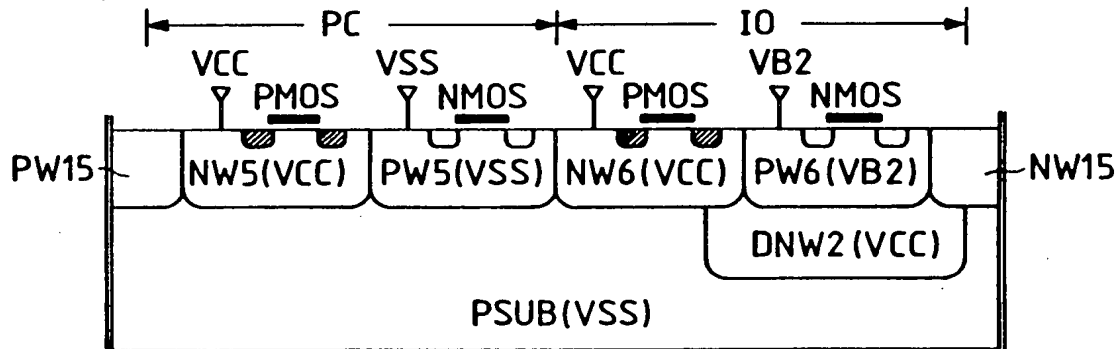 PC IO
VCC VSS VCC VB2
PMOS NMOS PMOS NMOS
PW15 NW5(VCC) PW5(VSS) NW6(VCC) PW6(VB2) NW15
DNW2(VCC)
PSUB(VSS)